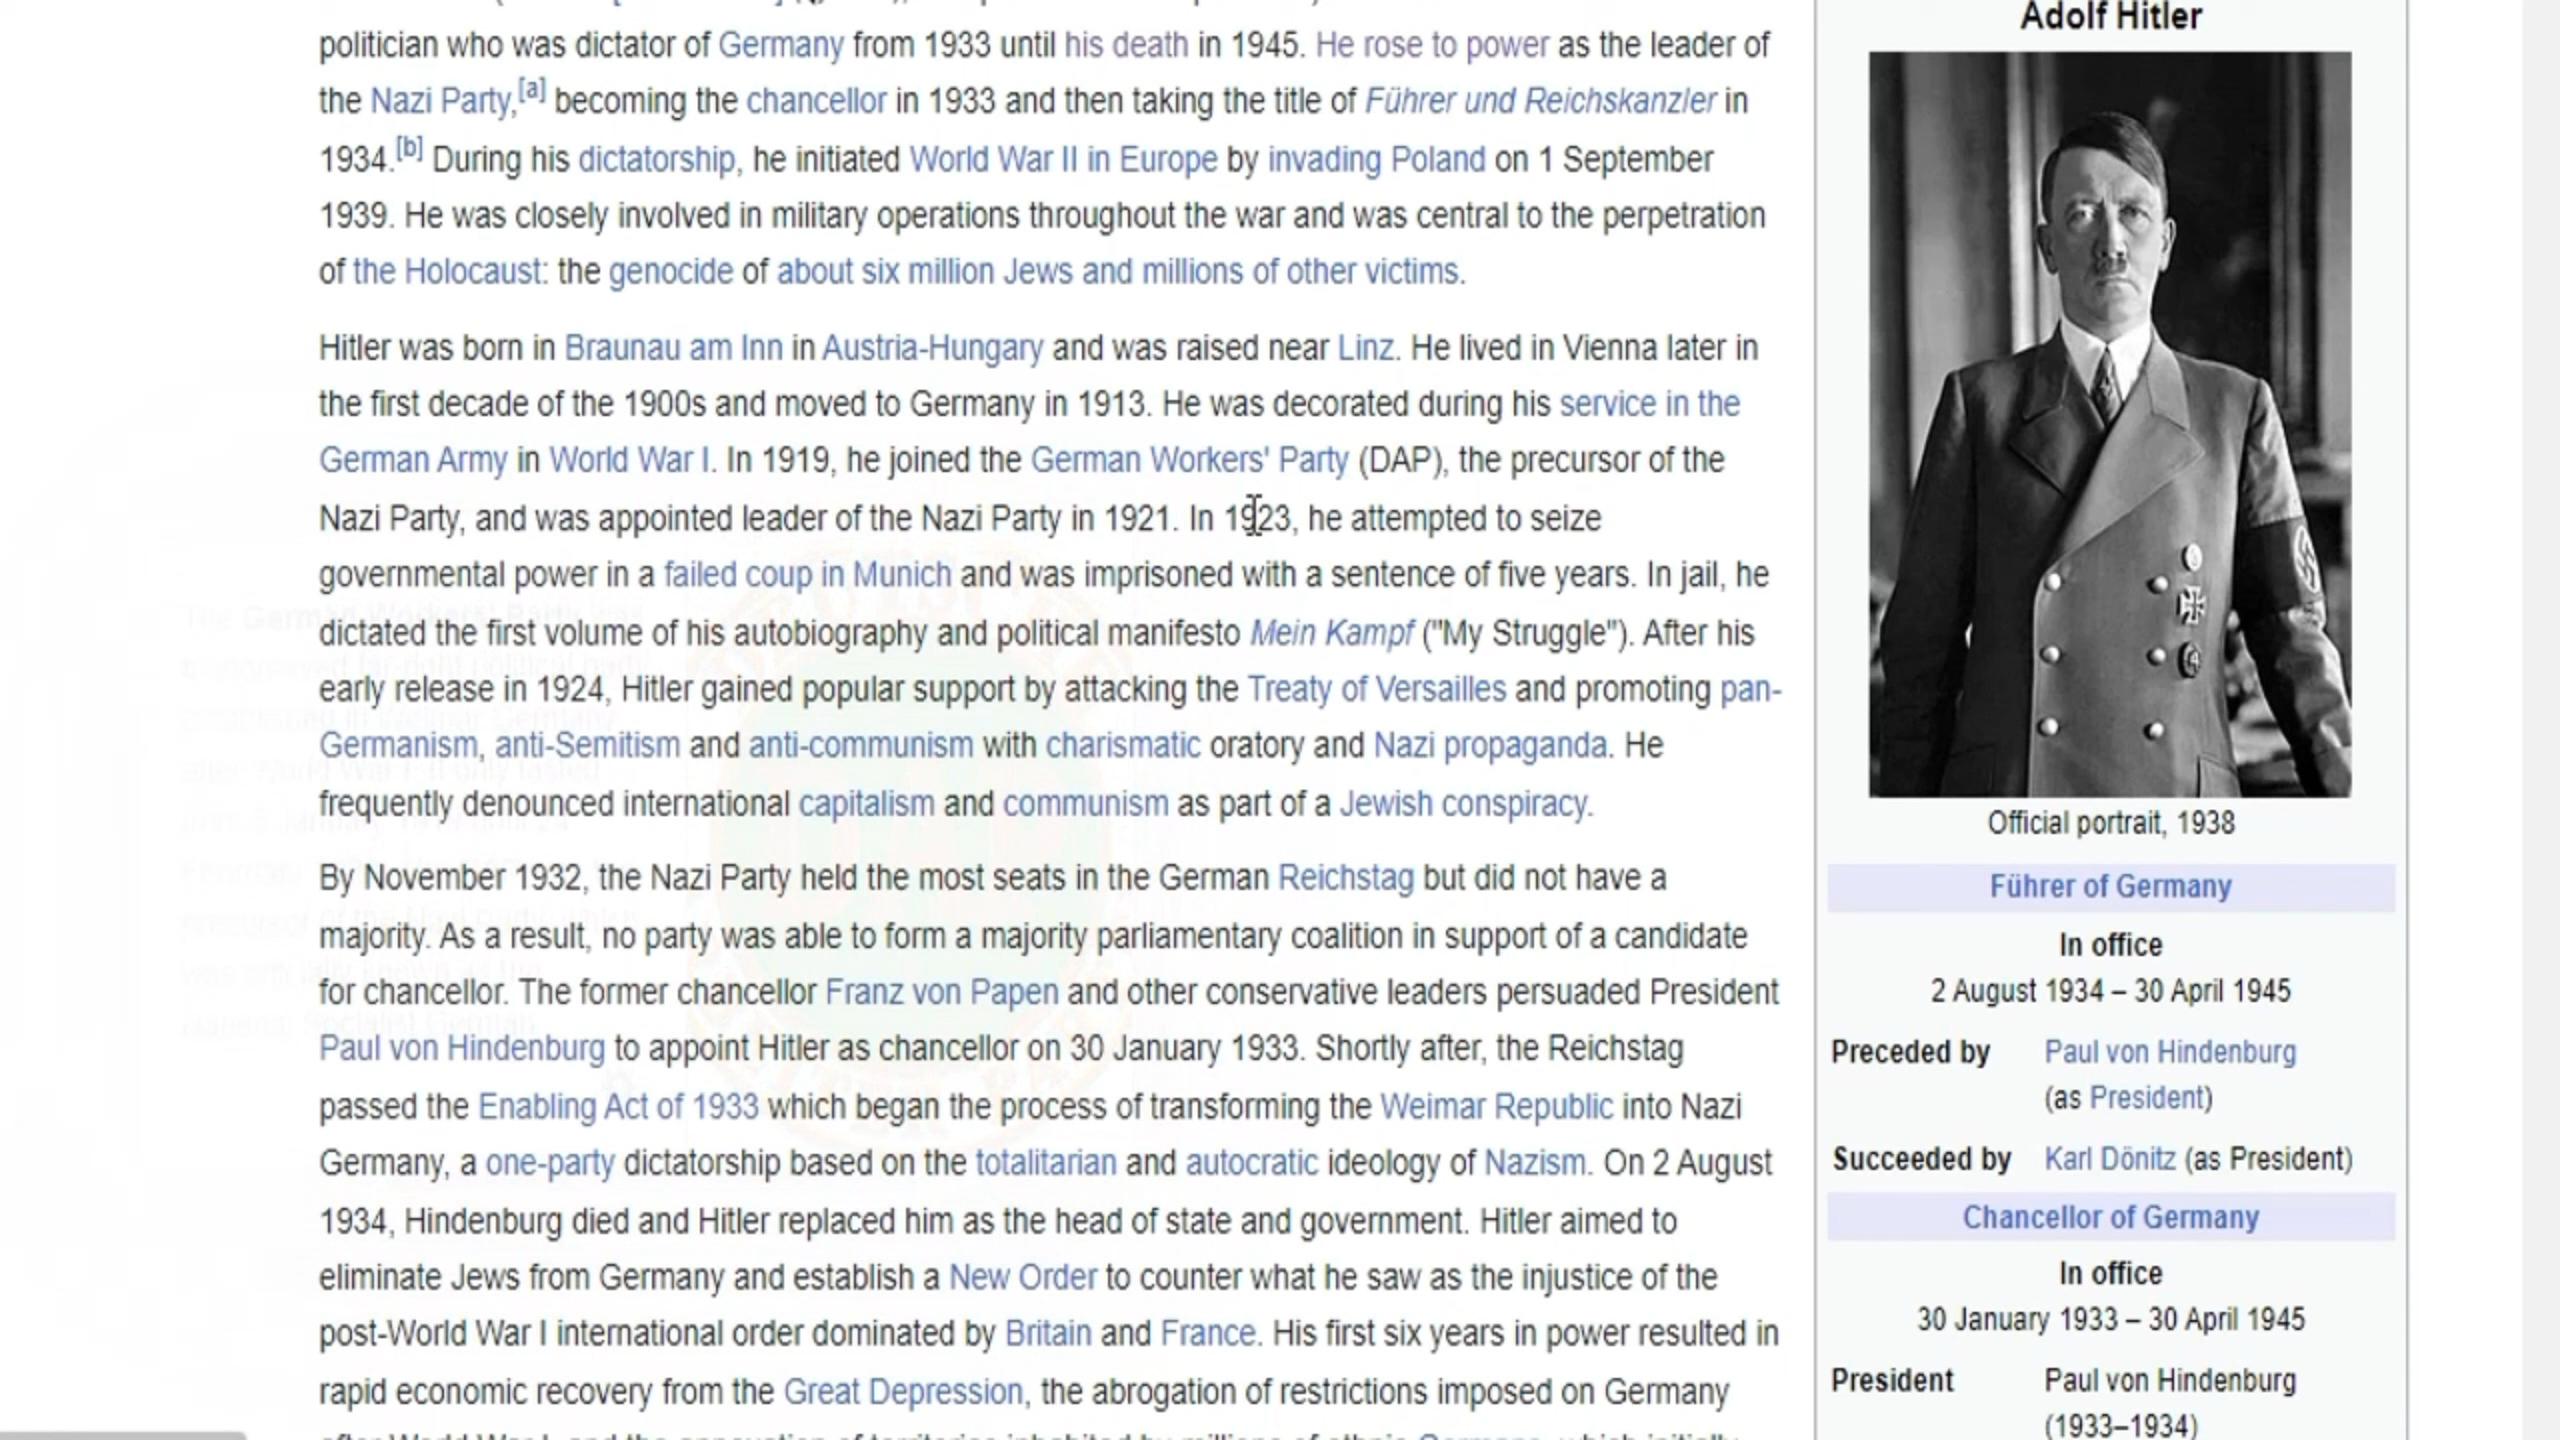 politician who was dictator of Germany from 1933 until his death in 1945. He rose to power as the leader of
the Nazi Party,[a] becoming the chancellor in 1933 and then taking the title of Führer und Reichskanzler in
1934.[b] During his dictatorship, he initiated World War II in Europe by invading Poland on 1 September
1939. He was closely involved in military operations throughout the war and was central to the perpetration
of the Holocaust: the genocide of about six million Jews and millions of other victims.
Hitler was born in Braunau am Inn in Austria-Hungary and was raised near Linz. He lived in Vienna later in
the first decade of the 1900s and moved to Germany in 1913. He was decorated during his service in the
German Army in World War I. In 1919, he joined the German Workers' Party (DAP), the precursor of the
Nazi Party, and was appointed leader of the Nazi Party in 1921. In 1923, he attempted to seize
governmental power in a failed coup in Munich and was imprisoned with a sentence of five years. In jail, he
dictated the first volume of his autobiography and political manifesto Mein Kampf ("My Struggle"). After his
early release in 1924, Hitler gained popular support by attacking the Treaty of Versailles and promoting pan-
Germanism, anti-Semitism and anti-communism with charismatic oratory and Nazi propaganda. He
frequently denounced international capitalism and communism as part of a Jewish conspiracy.
By November 1932, the Nazi Party held the most seats in the German Reichstag but did not have a
majority. As a result, no party was able to form a majority parliamentary coalition in support of a candidate
for chancellor. The former chancellor Franz von Papen and other conservative leaders persuaded President
Paul von Hindenburg to appoint Hitler as chancellor on 30 January 1933. Shortly after, the Reichstag
passed the Enabling Act of 1933 which began the process of transforming the Weimar Republic into Nazi
Germany, a one-party dictatorship based on the totalitarian and autocratic ideology of Nazism. On 2 August
1934, Hindenburg died and Hitler replaced him as the head of state and government. Hitler aimed to
eliminate Jews from Germany and establish a New Order to counter what he saw as the injustice of the
post-World War I international order dominated by Britain and France. His first six years in power resulted in
rapid economic recovery from the Great Depression, the abrogation of restrictions imposed on Germany
Adolf Hitler
Official portrait, 1938
Führer of Germany
In office
2 August 1934 – 30 April 1945
Preceded by Paul von Hindenburg
(as President)
Succeeded by Karl Dönitz (as President)
Chancellor of Germany
In office
30 January 1933 – 30 April 1945
President Paul von Hindenburg
(1933–1934)